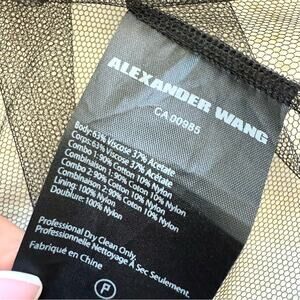 ALEXANDER WANG
CA 00985
Body: 63% Viscose 37% Acetate
Corps: 63% Viscose 37% Acetate
Combo 1: 90% Cotton 10% Nylon
Combinaison 1: 90% Coton 10% Nylon
Combo 2: 90% Cotton 10% Nylon
Combinaison 2: 90% Coton 10% Nylon
Lining: 100% Nylon
Doublure: 100% Nylon
Professional Dry Clean Only.
Professionnelle Nettoyage A Sec Seulement.
Fabriqué en Chine
P